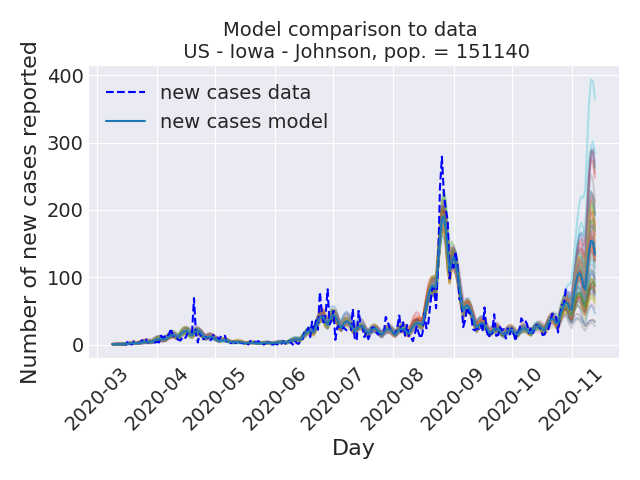 Model comparison to data
US - Iowa - Johnson, pop. = 151140
Number of new cases reported
400
300
200
100
0
new cases data
new cases model
2020-03
2020-04
2020-05
2020-06
2020-07
2020-08
2020-09
2020-10
2020-11
Day